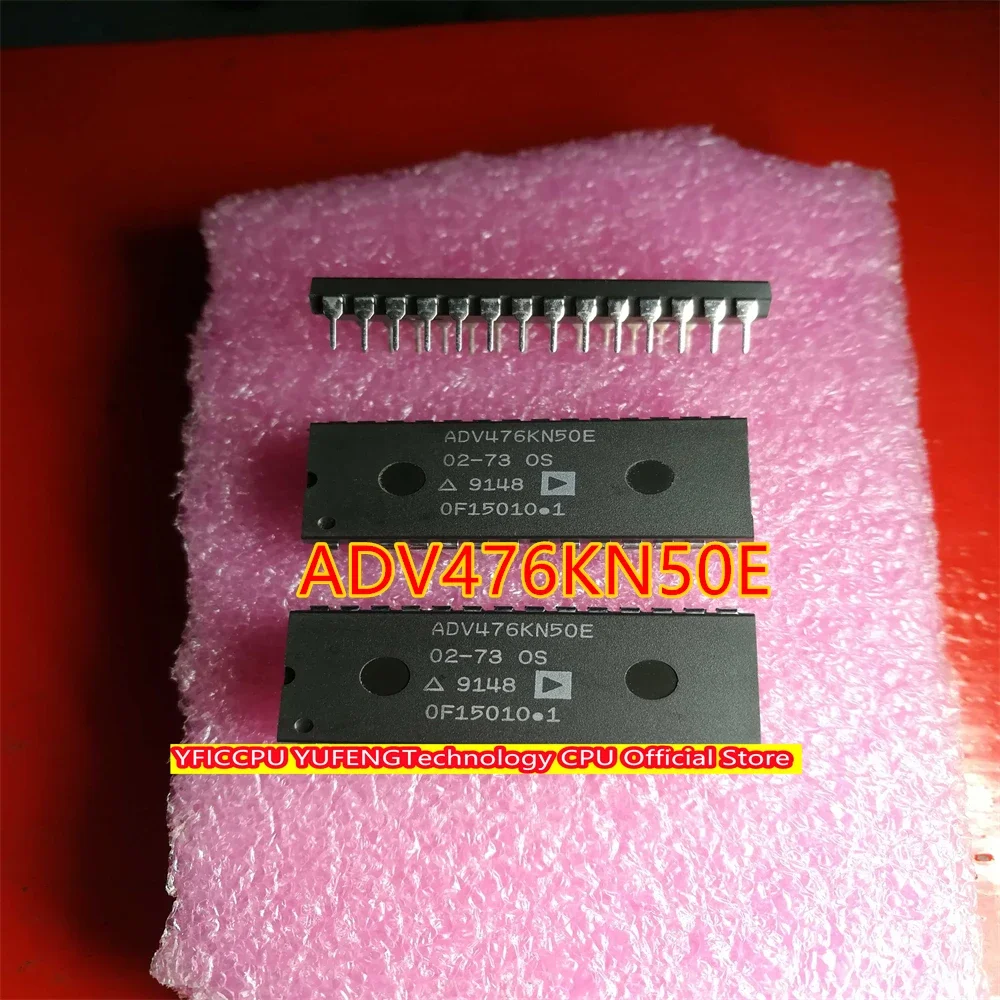 ADV476KN50E
02-73 OS
△ 9148
0F15010.1
ADV476KN50E
ADV476KN50E
02-73 OS
△ 9148
0F15010.1
YFICCPU YUFENGTechnology CPU Official Store